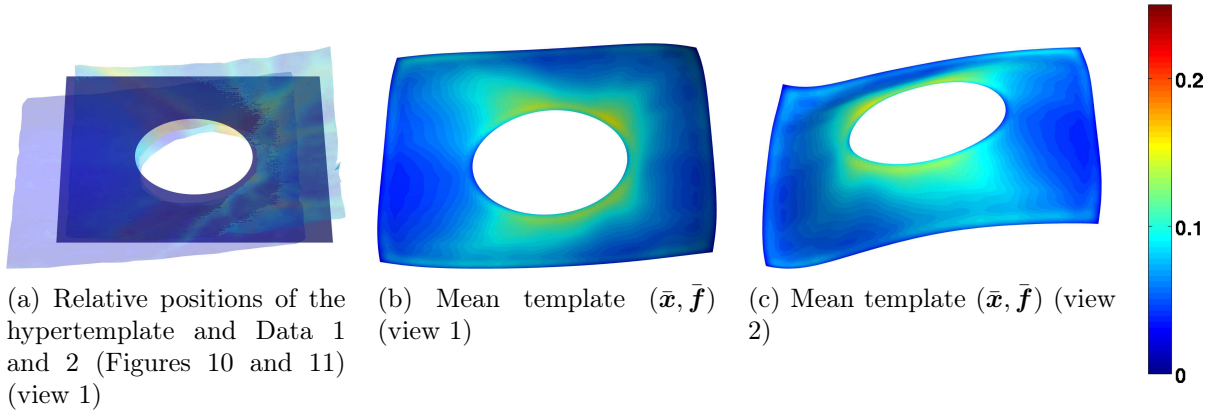 0.2
0.1
0
(a) Relative positions of the
hypertemplate and Data 1
and 2 (Figures 10 and 11)
(view 1)
(b) Mean template (x̄, f̄)
(view 1)
(c) Mean template (x̄, f̄) (view
2)